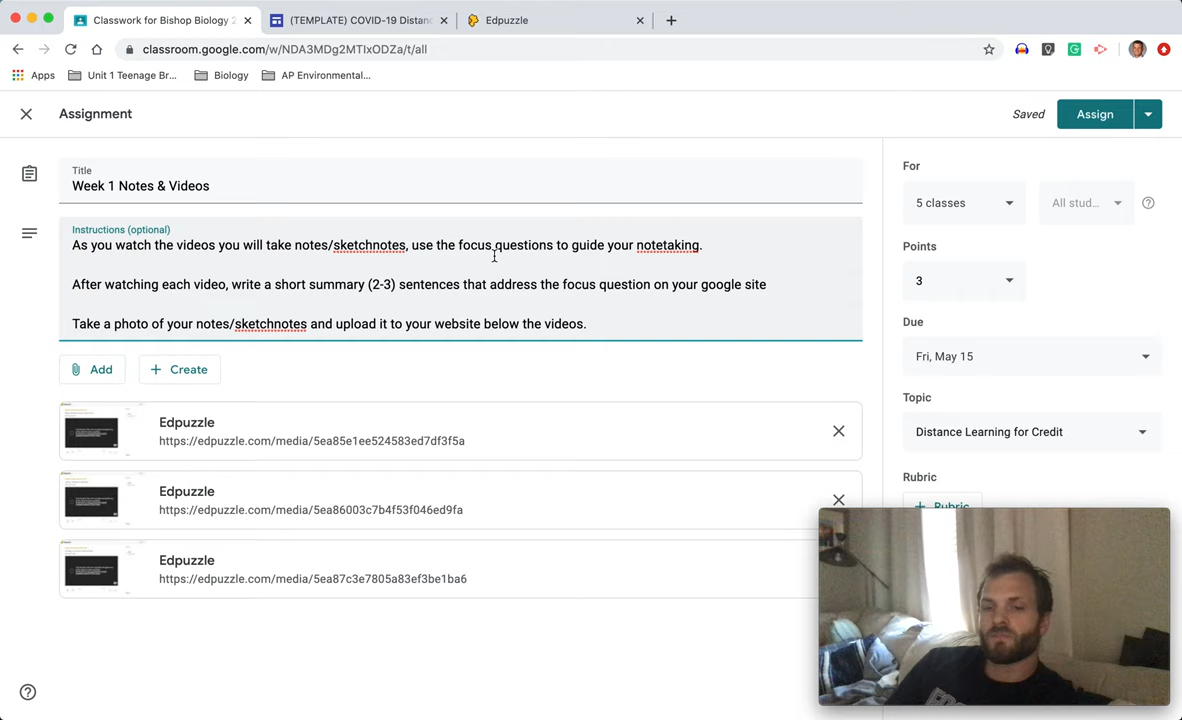 Classwork for Bishop Biology 2
(TEMPLATE) COVID-19 Distanc
Edpuzzle
classroom.google.com/w/NDA3MDg2MTIxODZa/t/all
Apps
Unit 1 Teenage Br...
Biology
AP Environmental...
Assignment
Saved
Assign
Title
Week 1 Notes & Videos
Instructions (optional)
As you watch the videos you will take notes/sketchnotes, use the focus questions to guide your notetaking.
After watching each video, write a short summary (2-3) sentences that address the focus question on your google site
Take a photo of your notes/sketchnotes and upload it to your website below the videos.
Add
Create
Edpuzzle
https://edpuzzle.com/media/5ea85e1ee524583ed7df3f5a
Edpuzzle
https://edpuzzle.com/media/5ea86003c7b4f53f046ed9fa
Edpuzzle
https://edpuzzle.com/media/5ea87c3e7805a83ef3be1ba6
For
5 classes
All stud...
Points
3
Due
Fri, May 15
Topic
Distance Learning for Credit
Rubric
+ Rubric